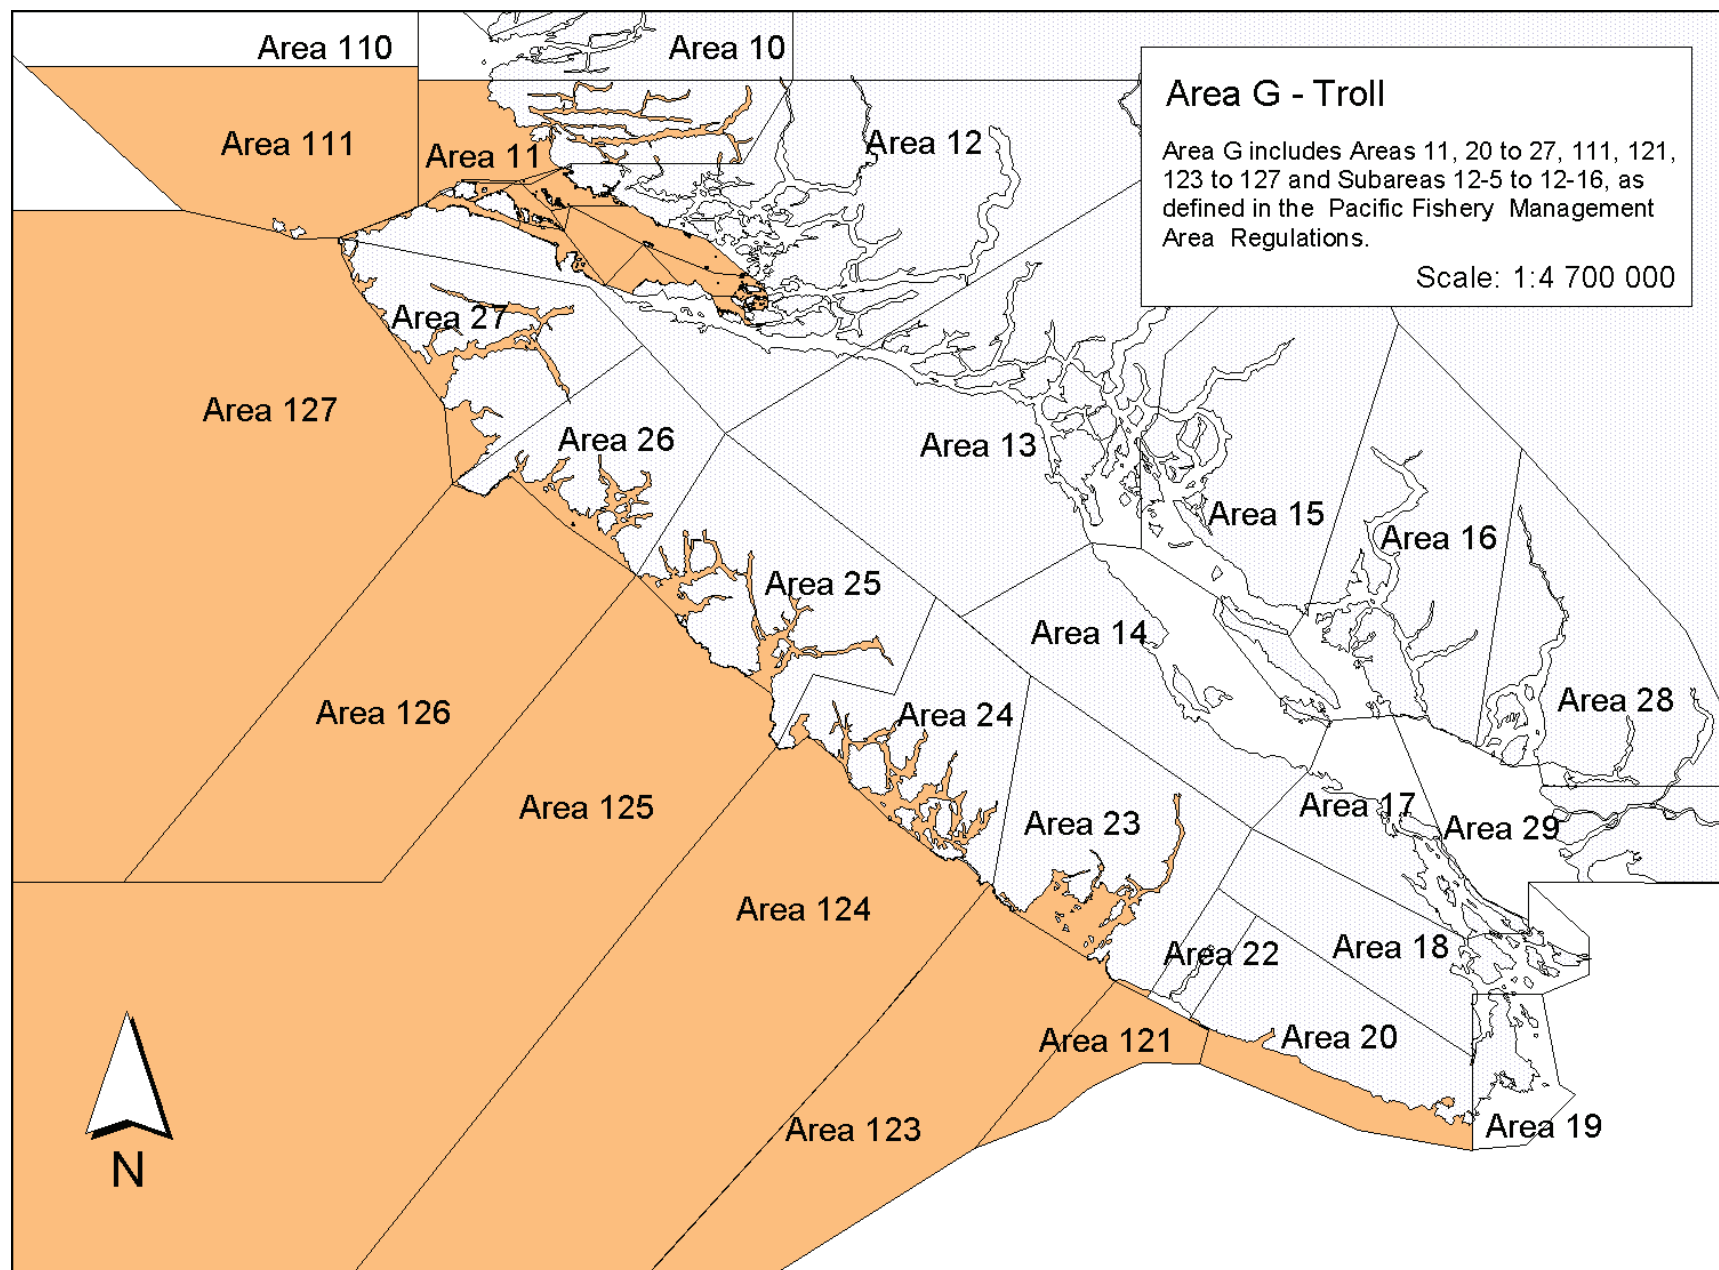 Area 110
Area 10
Area G - Troll
Area G includes Areas 11, 20 to 27, 111, 121,
123 to 127 and Subareas 12-5 to 12-16, as
defined in the Pacific Fishery Management
Area Regulations.
Scale: 1:4 700 000
Area 111
Area 11
Area 12
Area 27
Area 127
Area 26
Area 13
Area 15
Area 16
Area 25
Area 14
Area 126
Area 24
Area 28
Area 125
Area 23
Area 17
Area 29
Area 124
Area 22
Area 18
Area 121
Area 20
Area 123
Area 19
N